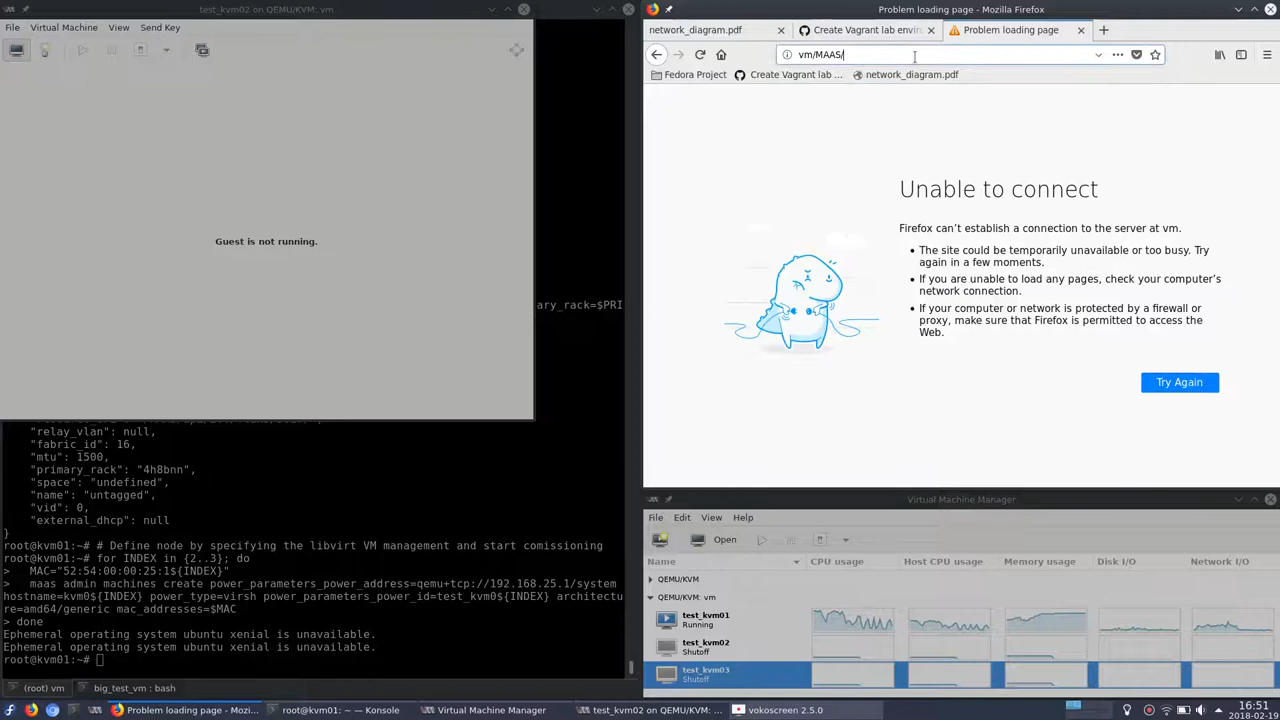 test_kvm02 on QEMU/KVM: vm
File Virtual Machine View Send Key
Guest is not running.
ary_rack=$PRI
"relay_vlan": null,
"fabric_id": 16,
"mtu": 1500,
"primary_rack": "4h8bnn",
"space": "undefined",
"name": "untagged",
"vid": 0,
"external_dhcp": null
}
root@kvm01:~# # Define node by specifying the libvirt VM management and start comissioning
root@kvm01:~# for INDEX in {2..3}; do
> MAC="52:54:00:00:25:1${INDEX}"
> maas admin machines create power_parameters_power_address=qemu+tcp://192.168.25.1/system
hostname=kvm0${INDEX} power_type=virsh power_parameters_power_id=test_kvm0${INDEX} architectu
re=amd64/generic mac_addresses=$MAC
> done
Ephemeral operating system ubuntu xenial is unavailable.
Ephemeral operating system ubuntu xenial is unavailable.
root@kvm01:~#
(root) vm big_test_vm : bash
Problem loading page - Mozilla Firefox
network_diagram.pdf Create Vagrant lab envir Problem loading page
vm/MAAS/
Fedora Project Create Vagrant lab ... network_diagram.pdf
Unable to connect
Firefox can't establish a connection to the server at vm.
The site could be temporarily unavailable or too busy. Try
again in a few moments.
If you are unable to load any pages, check your computer's
network connection.
If your computer or network is protected by a firewall or
proxy, make sure that Firefox is permitted to access the
Web.
Try Again
Virtual Machine Manager
File Edit View Help
Open
Name CPU usage Host CPU usage Memory usage Disk I/O Network I/O
QEMU/KVM
QEMU/KVM: vm
test_kvm01
Running
test_kvm02
Shutoff
test_kvm03
Shutoff
Problem loading page - Mozi... root@kvm01: ~ — Konsole Virtual Machine Manager test_kvm02 on QEMU/KVM: ... vokoscreen 2.5.0
16:51
2018-02-19